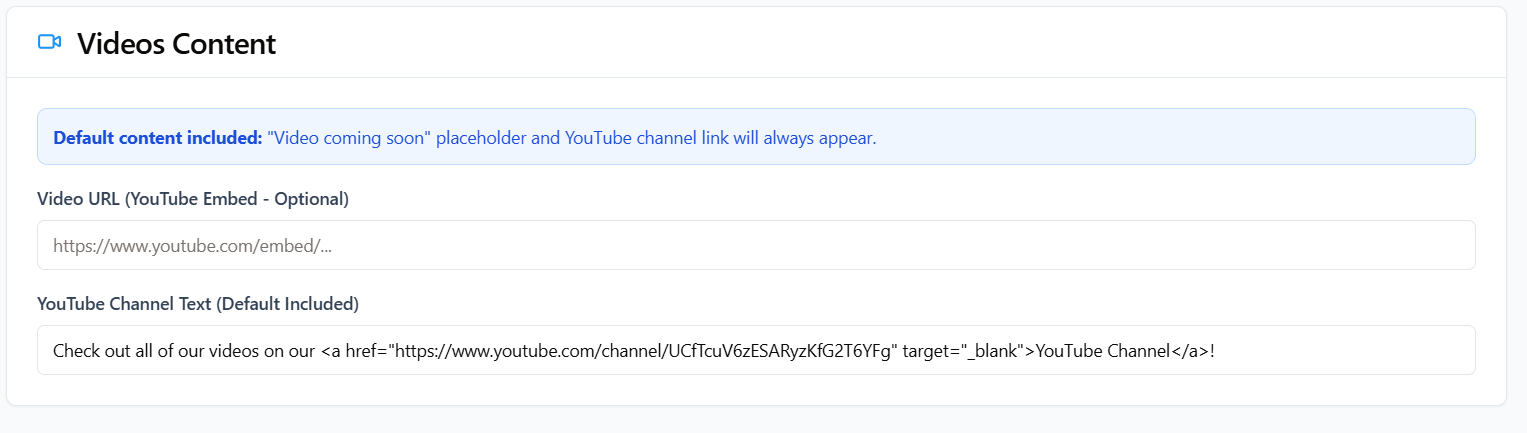 Videos Content
Default content included: "Video coming soon" placeholder and YouTube channel link will always appear.
Video URL (YouTube Embed - Optional)
https://www.youtube.com/embed/...
YouTube Channel Text (Default Included)
Check out all of our videos on our <a href="https://www.youtube.com/channel/UCfTcuV6zESARyzKfG2T6YFg" target="_blank">YouTube Channel</a>!